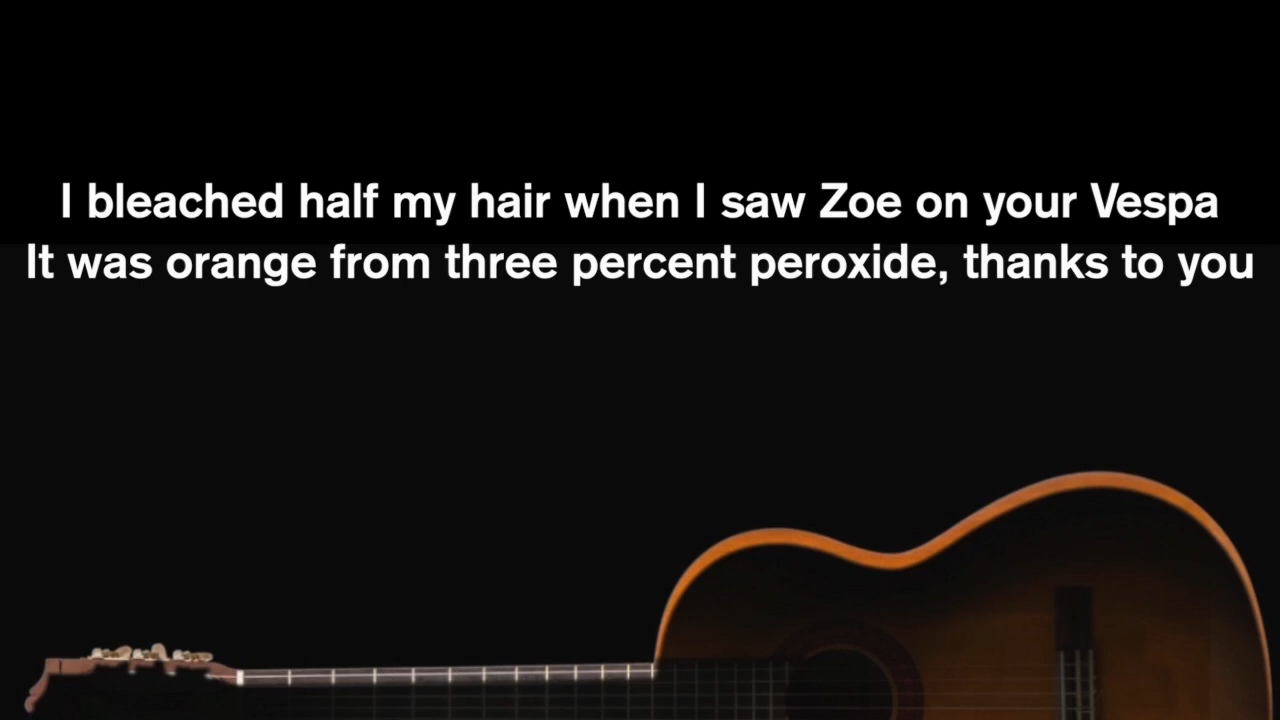 I bleached half my hair when I saw Zoe on your Vespa
It was orange from three percent peroxide, thanks to you